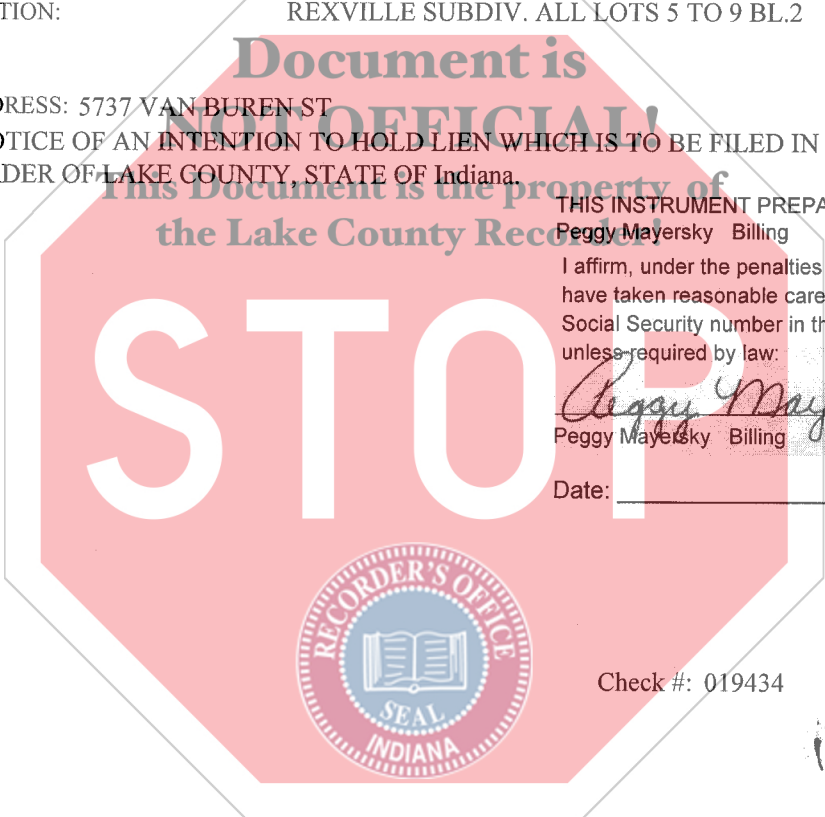 TION: REXVILLE SUBDIV. ALL LOTS 5 TO 9 BL.2
Document is
DRESS: 5737 VAN BUREN ST
NOT OFFICIAL!
OTICE OF AN INTENTION TO HOLD LIEN WHICH IS TO BE FILED IN
DER OF LAKE COUNTY, STATE OF Indiana.
This Document is the property of
the Lake County Recorder!
THIS INSTRUMENT PREPA
Peggy Mayersky Billing
I affirm, under the penalties
have taken reasonable care
Social Security number in th
unless required by law:
STOP
Peggy May
Peggy Mayersky Billing
Date:
RECORDER'S OFFICE
SEAL
INDIANA
Check #: 019434